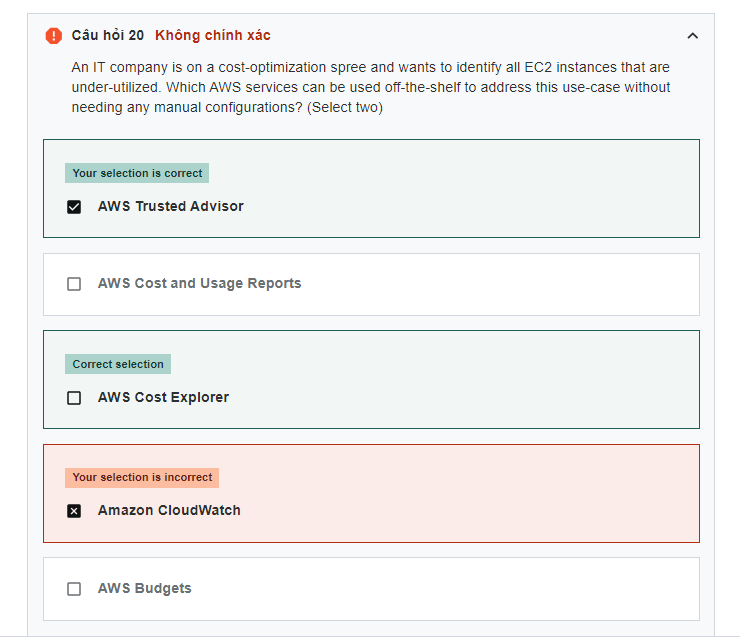 Câu hỏi 20 Không chính xác
An IT company is on a cost-optimization spree and wants to identify all EC2 instances that are
under-utilized. Which AWS services can be used off-the-shelf to address this use-case without
needing any manual configurations? (Select two)
Your selection is correct
AWS Trusted Advisor
AWS Cost and Usage Reports
Correct selection
AWS Cost Explorer
Your selection is incorrect
Amazon CloudWatch
AWS Budgets